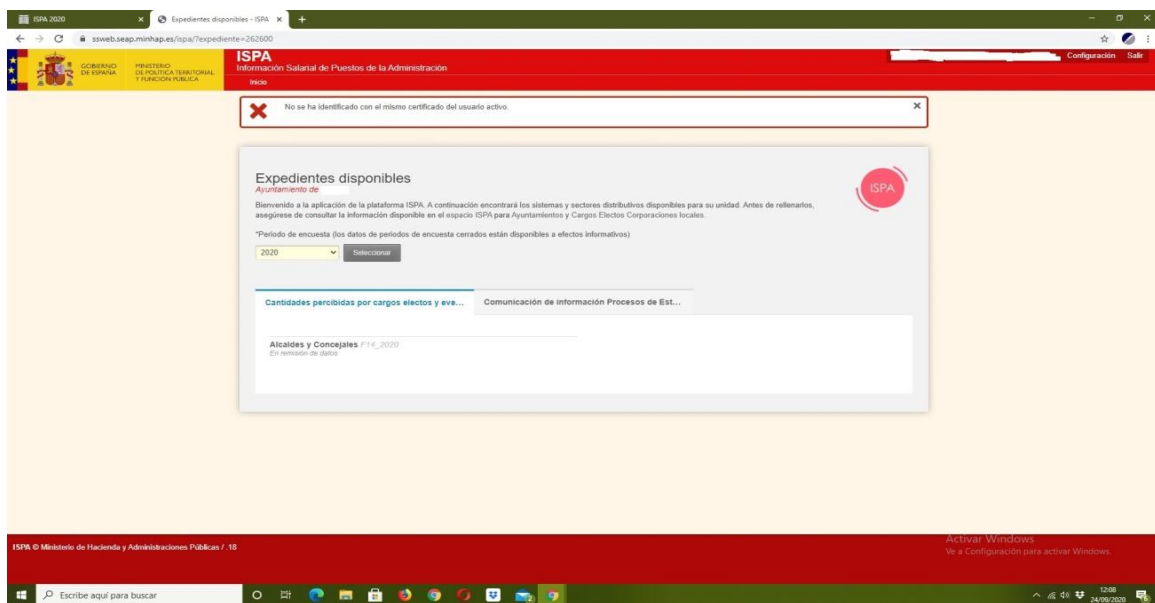 ISPA 2020
Expedientes disponibles - ISPA
ssweb.seap.minhap.es/ispa/?expediente=262600
GOBIERNO
DE ESPAÑA
MINISTERIO
DE POLÍTICA TERRITORIAL
Y FUNCIÓN PÚBLICA
ISPA
Información Salarial de Puestos de la Administración
Inicio
Configuración Salir
No se ha identificado con el mismo certificado del usuario activo.
Expedientes disponibles
Ayuntamiento de
ISPA
Bienvenido a la aplicación de la plataforma ISPA. A continuación encontrará los sistemas y sectores distributivos disponibles para su unidad. Antes de rellenarlos,
asegúrese de consultar la información disponible en el espacio ISPA para Ayuntamientos y Cargos Electos Corporaciones locales.
*Periodo de encuesta (los datos de periodos de encuesta cerrados están disponibles a efectos informativos)
2020 Seleccionar
Cantidades percibidas por cargos electos y eve... Comunicación de información Procesos de Est...
Alcaldes y Concejales F14_2020
En remisión de datos
ISPA © Ministerio de Hacienda y Administraciones Públicas / .18
Activar Windows
Ve a Configuración para activar Windows.
Escribe aquí para buscar
12:08
24/09/2020